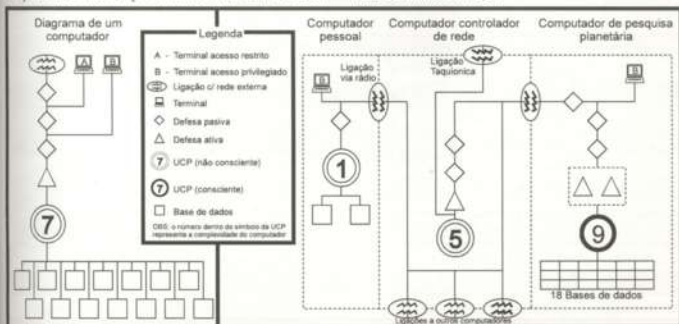 Diagrama de um
computador
A
B
7
Legenda
A - Terminal acesso restrito
B - Terminal acesso privilegiado
Ligação c/ rede externa
Terminal
Defesa pasiva
Defesa ativa
7 UCP (não consciente)
7 UCP (consciente)
Base de dados
OBS: o número dentro do símbolo da UCP
representa a complexidade do computador
Computador
pessoal
B
Ligação
via rádio
1
Computador controlador
de rede
Ligação
Taquionica
5
Computador de pesquisa
planetária
B
9
18 Bases de dados
Ligações a outros computadores